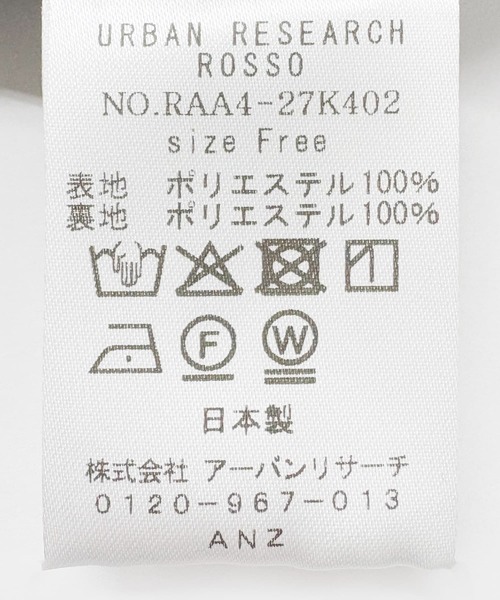 URBAN RESEARCH
ROSSO
NO.RAA4-27K402
size Free
表地 ポリエステル100%
裏地 ポリエステル100%
F W
日本製
株式会社 アーバンリサーチ
0120-967-013
ANZ